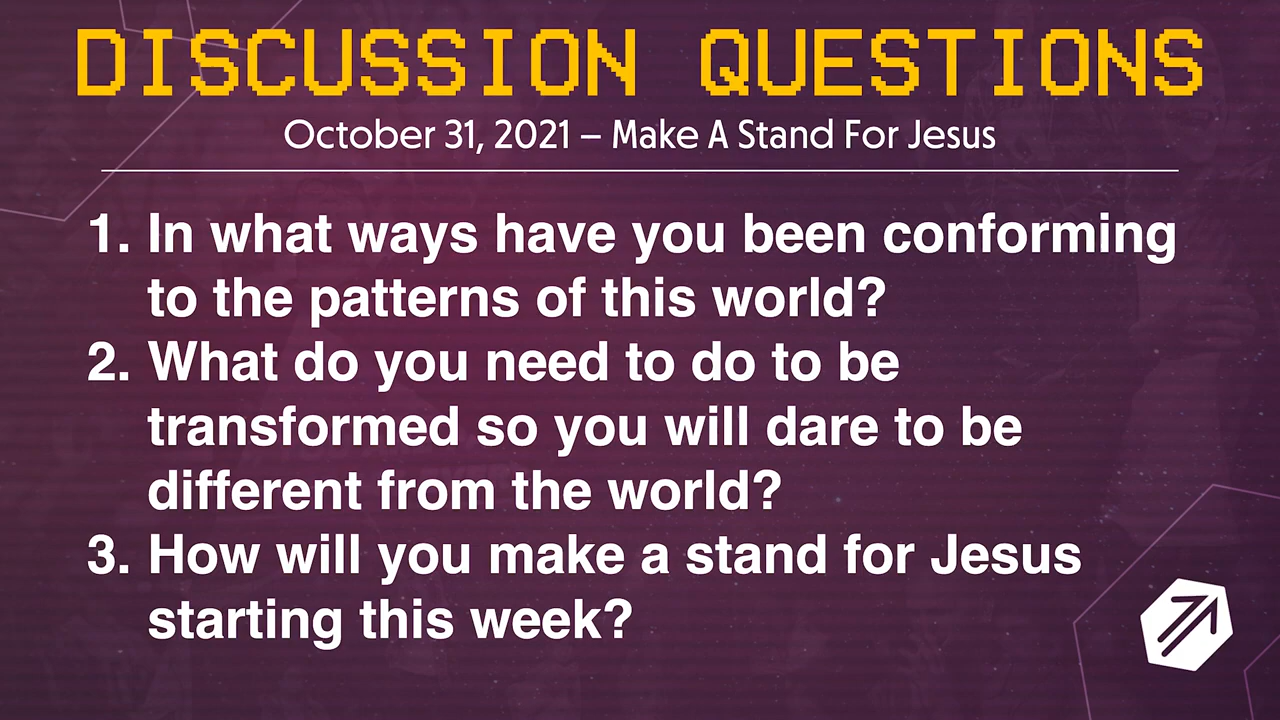 DISCUSSION QUESTIONS
October 31, 2021 – Make A Stand For Jesus
1. In what ways have you been conforming
to the patterns of this world?
2. What do you need to do to be
transformed so you will dare to be
different from the world?
3. How will you make a stand for Jesus
starting this week?